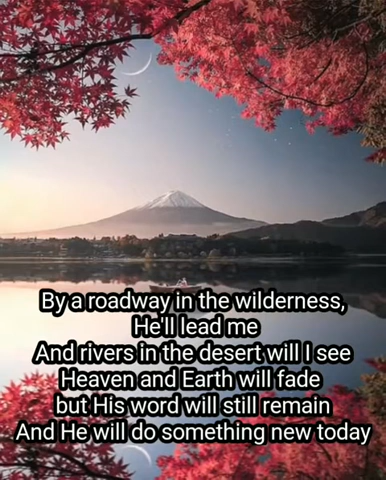 By a roadway in the wilderness,
He'll lead me
And rivers in the desert will I see
Heaven and Earth will fade
but His word will still remain
And He will do something new today